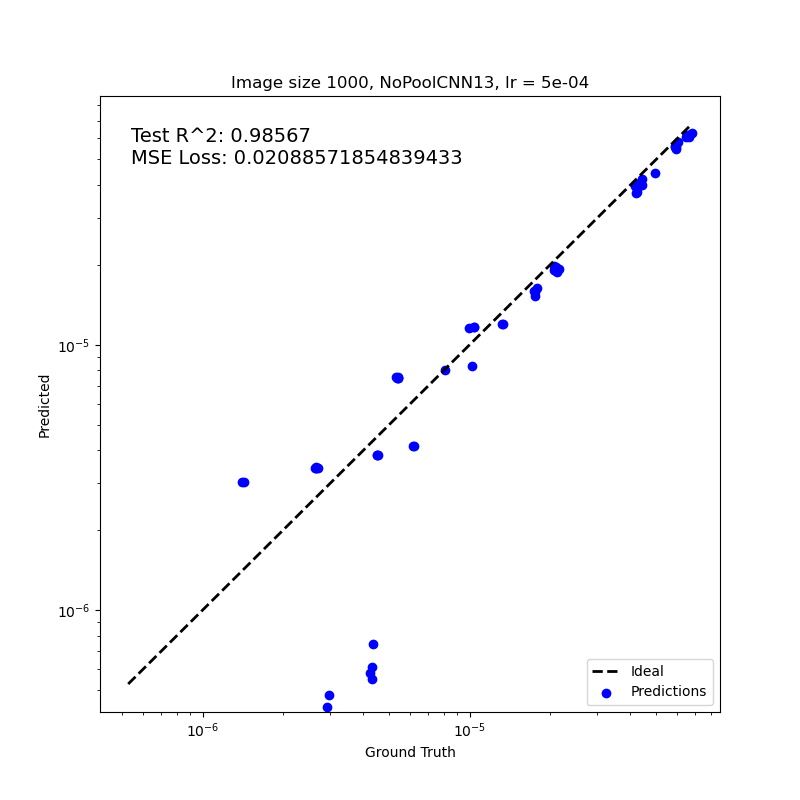 Image size 1000, NoPoolCNN13, lr = 5e-04
Test R^2: 0.98567
MSE Loss: 0.02088571854839433
Predicted
10⁻⁵
10⁻⁶
Ideal
Predictions
10⁻⁶ 10⁻⁵
Ground Truth